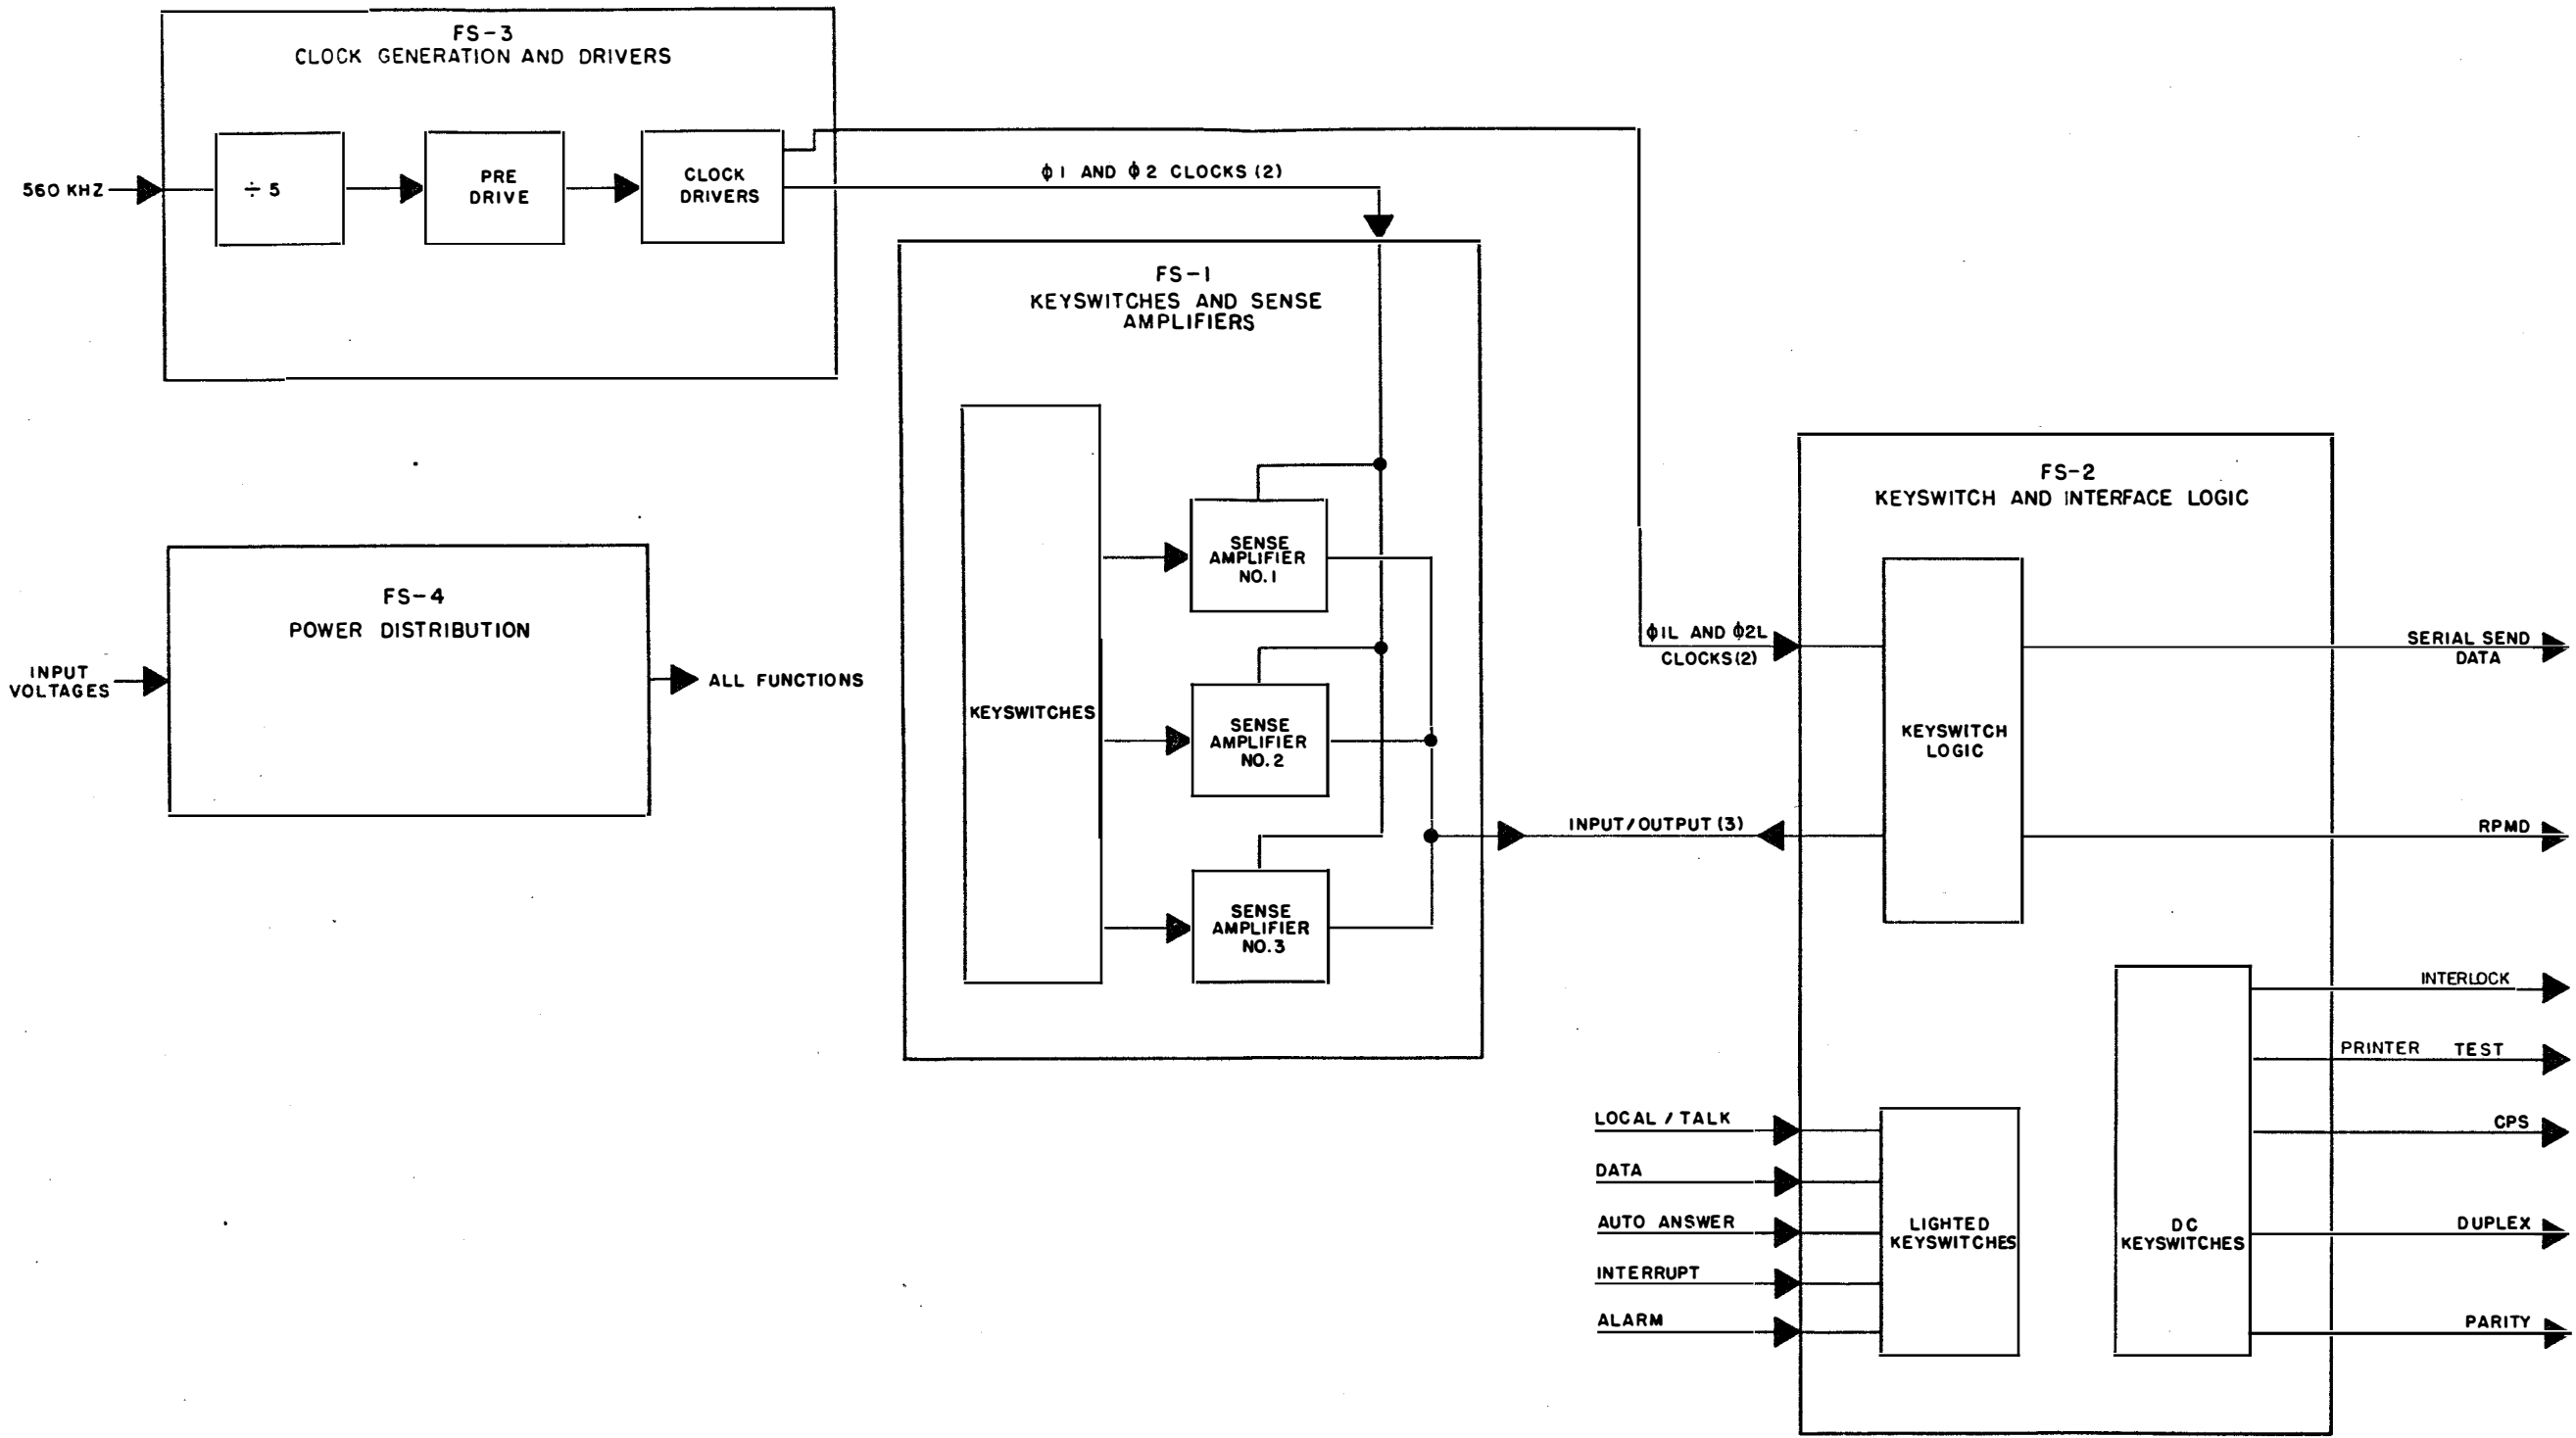 FS-3
CLOCK GENERATION AND DRIVERS
560 KHZ
÷ 5
PRE
DRIVE
CLOCK
DRIVERS
ϕ1 AND ϕ2 CLOCKS (2)
FS-1
KEYSWITCHES AND SENSE
AMPLIFIERS
KEYSWITCHES
SENSE
AMPLIFIER
NO.1
SENSE
AMPLIFIER
NO.2
SENSE
AMPLIFIER
NO.3
FS-4
POWER DISTRIBUTION
INPUT
VOLTAGES
ALL FUNCTIONS
FS-2
KEYSWITCH AND INTERFACE LOGIC
ϕ1L AND ϕ2L
CLOCKS(2)
KEYSWITCH
LOGIC
INPUT/OUTPUT (3)
SERIAL SEND
DATA
RPMD
INTERLOCK
PRINTER TEST
CPS
DUPLEX
PARITY
DC
KEYSWITCHES
LOCAL / TALK
DATA
AUTO ANSWER
INTERRUPT
ALARM
LIGHTED
KEYSWITCHES